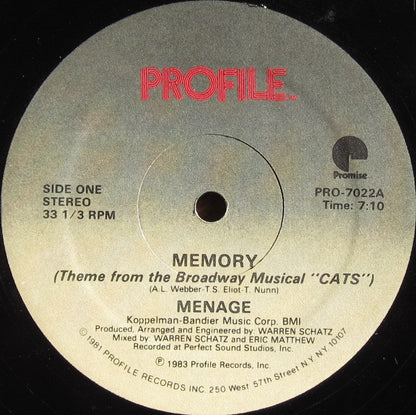 PROFILE
Promise
SIDE ONE
STEREO
33 1/3 RPM
PRO-7022A
Time: 7:10
MEMORY
(Theme from the Broadway Musical "CATS")
(A.L. Webber-T.S. Eliot-T. Nunn)
MENAGE
Koppelman-Bandier Music Corp. BMI
Produced, Arranged and Engineered by: WARREN SCHATZ
Mixed by: WARREN SCHATZ and ERIC MATTHEW
Recorded at Perfect Sound Studios, Inc.
℗ 1983 Profile Records, Inc.
© 1981 PROFILE RECORDS INC. 250 West 57th Street NY NY 10107